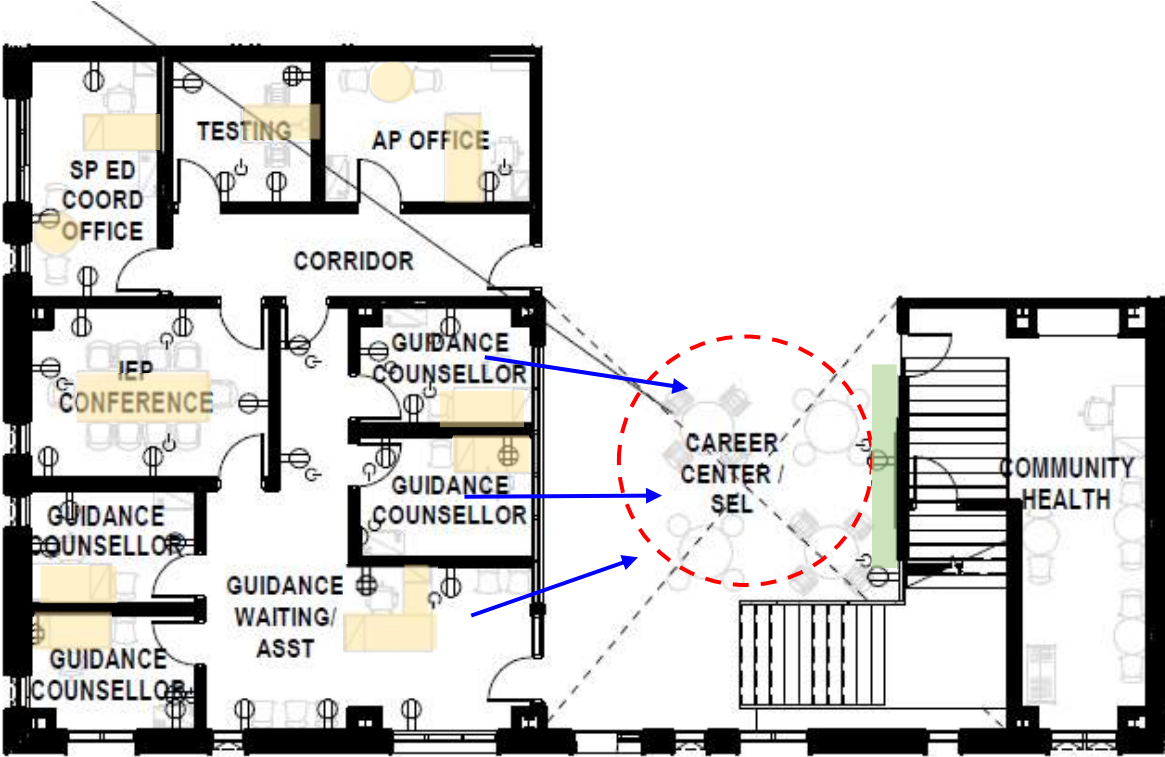 TESTING
AP OFFICE
SP ED
COORD
OFFICE
CORRIDOR
GUIDANCE
COUNSELLOR
IEP
CONFERENCE
CAREER
CENTER /
SEL
COMMUNITY
HEALTH
GUIDANCE
COUNSELLOR
GUIDANCE
COUNSELLOR
GUIDANCE
WAITING/
ASST
GUIDANCE
COUNSELLOR